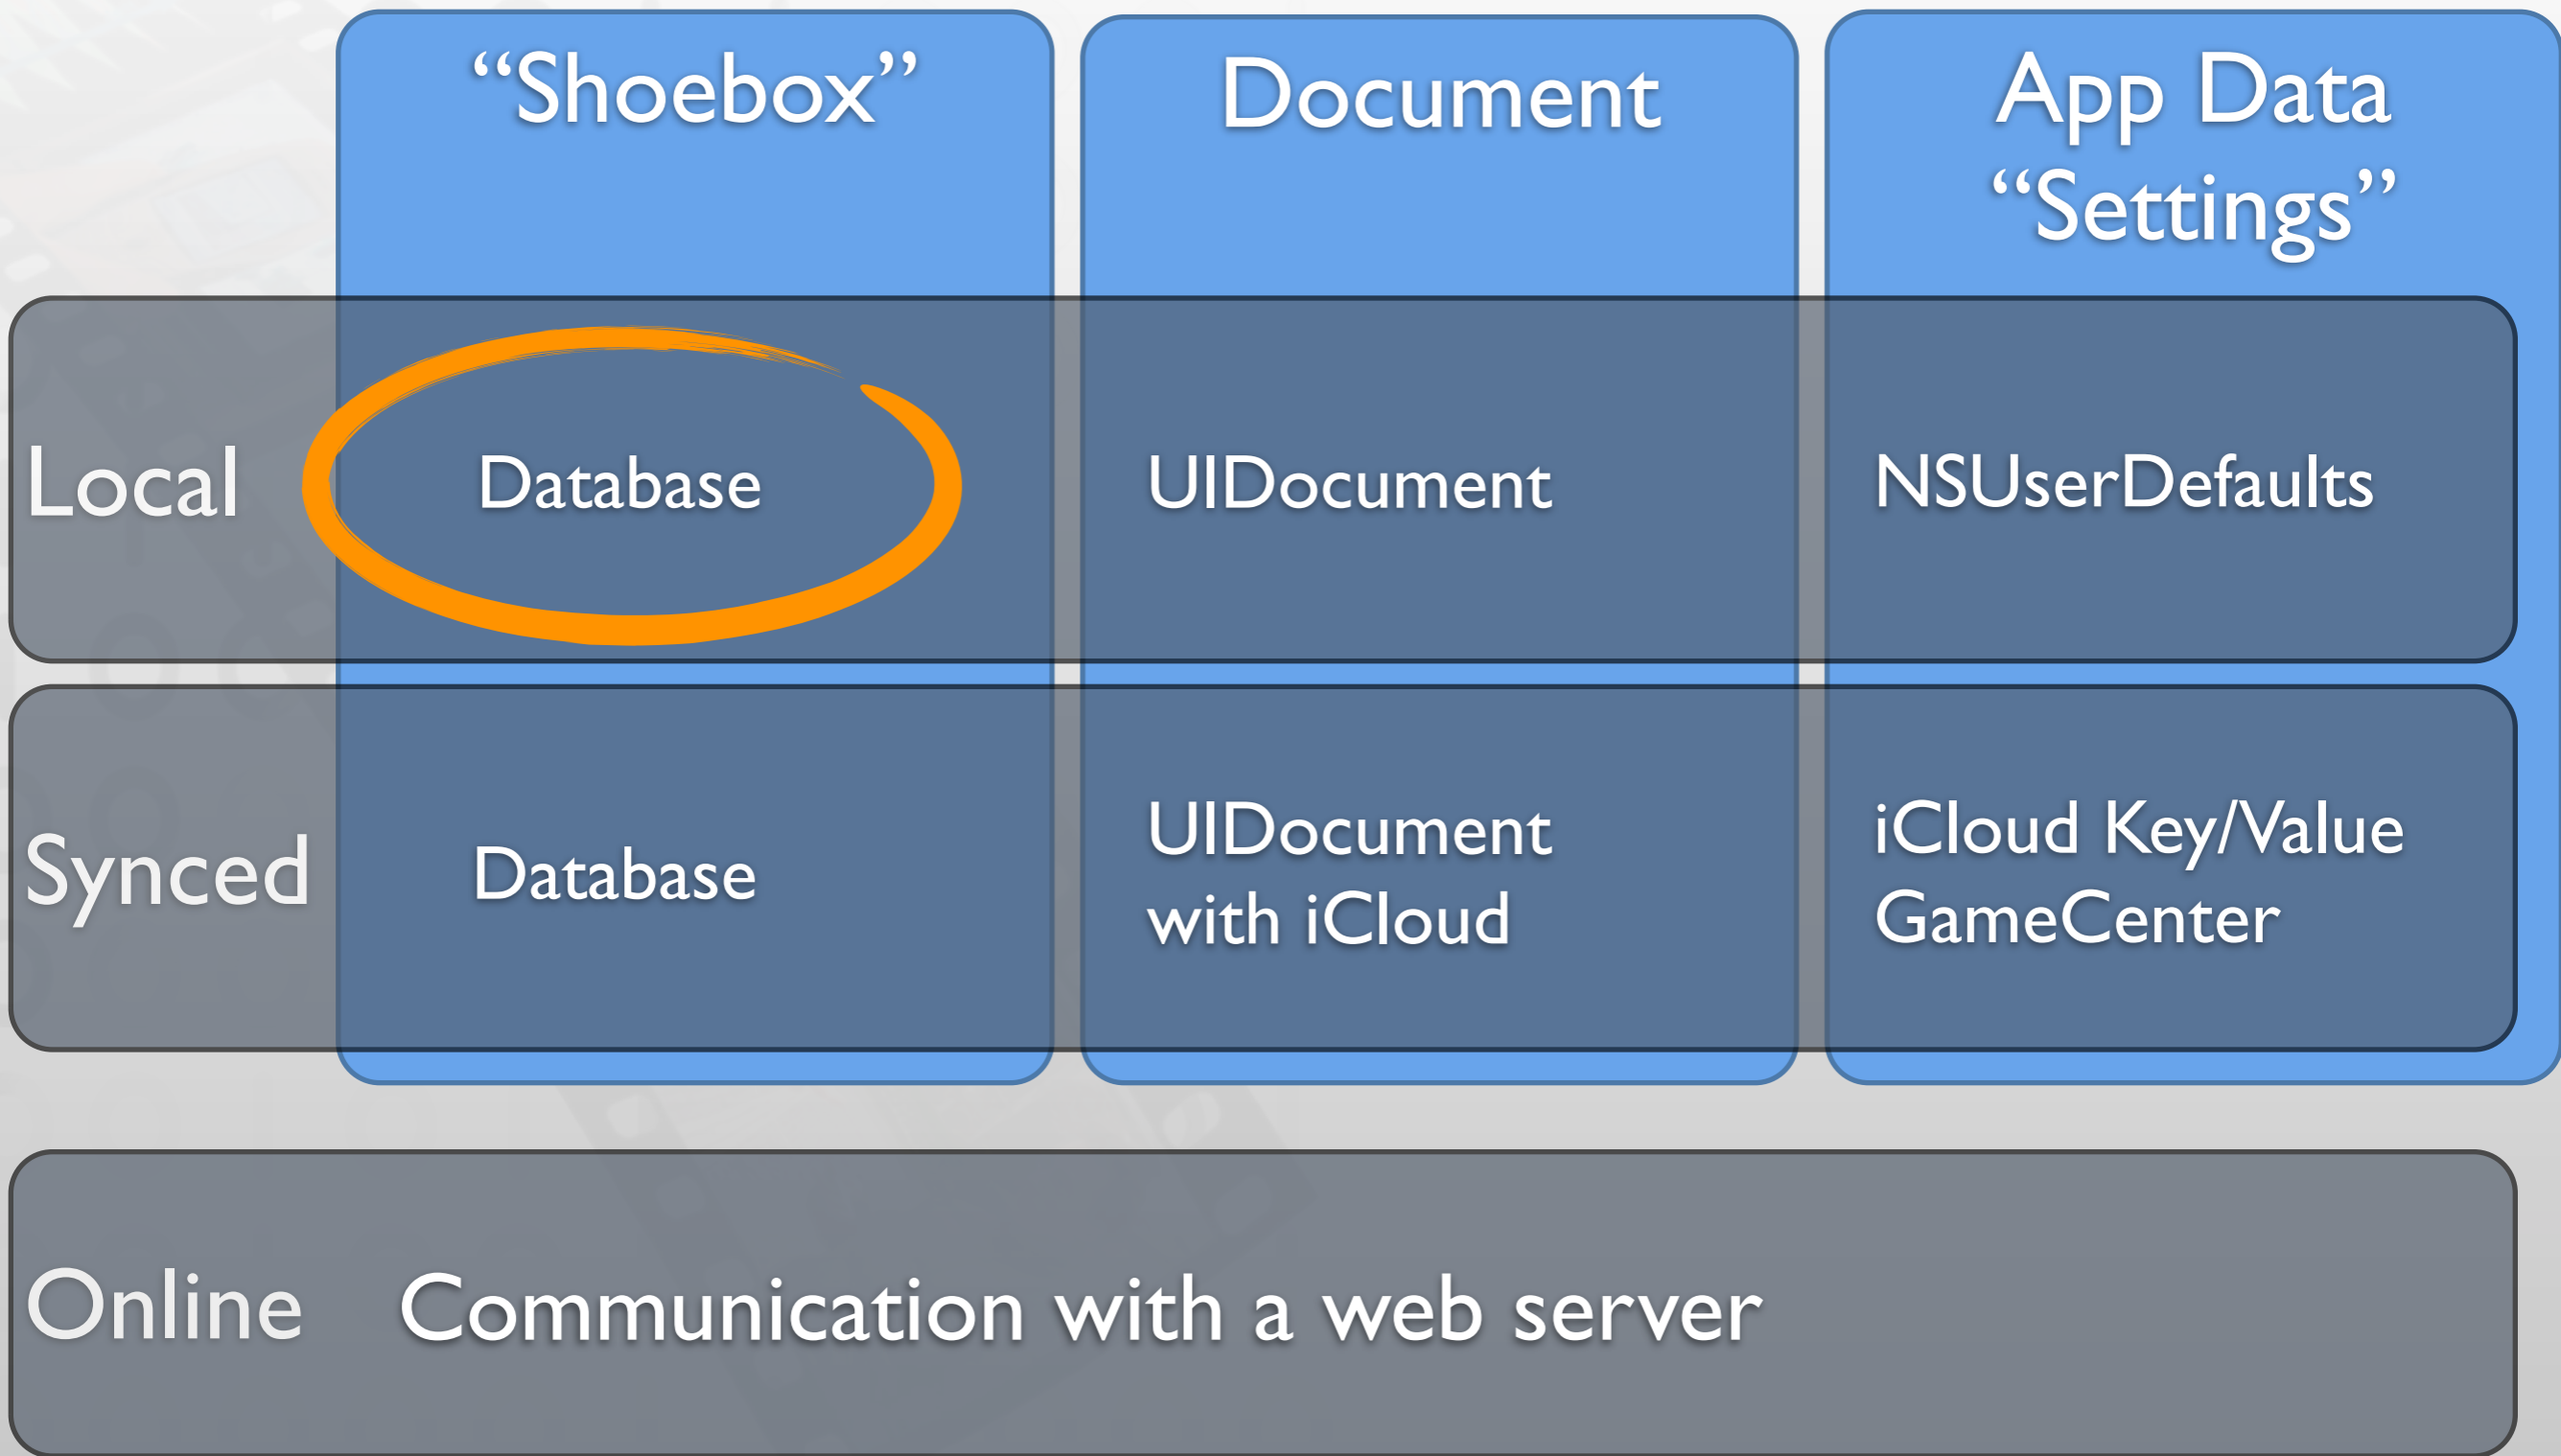 “Shoebox”
Document
App Data
“Settings”
Local
Database
UIDocument
NSUserDefaults
Synced
Database
UIDocument
with iCloud
iCloud Key/Value
GameCenter
Online
Communication with a web server